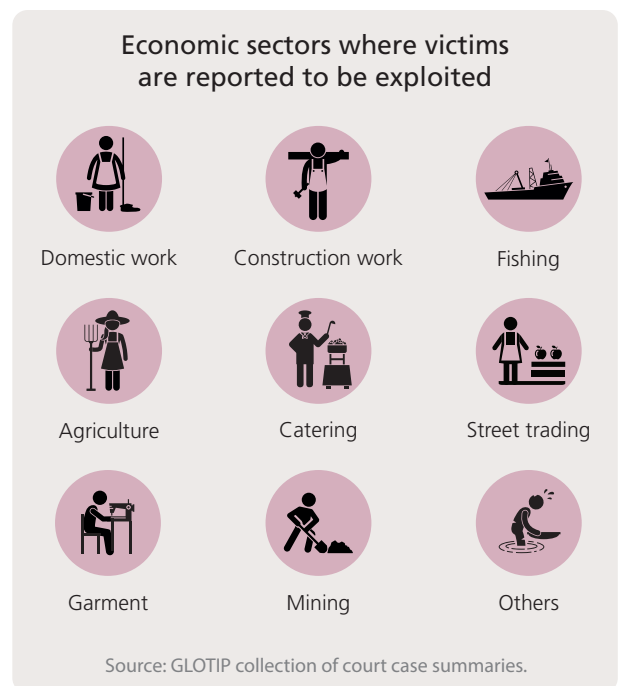 Economic sectors where victims
are reported to be exploited
Domestic work
Construction work
Fishing
Agriculture
Catering
Street trading
Garment
Mining
Others
Source: GLOTIP collection of court case summaries.